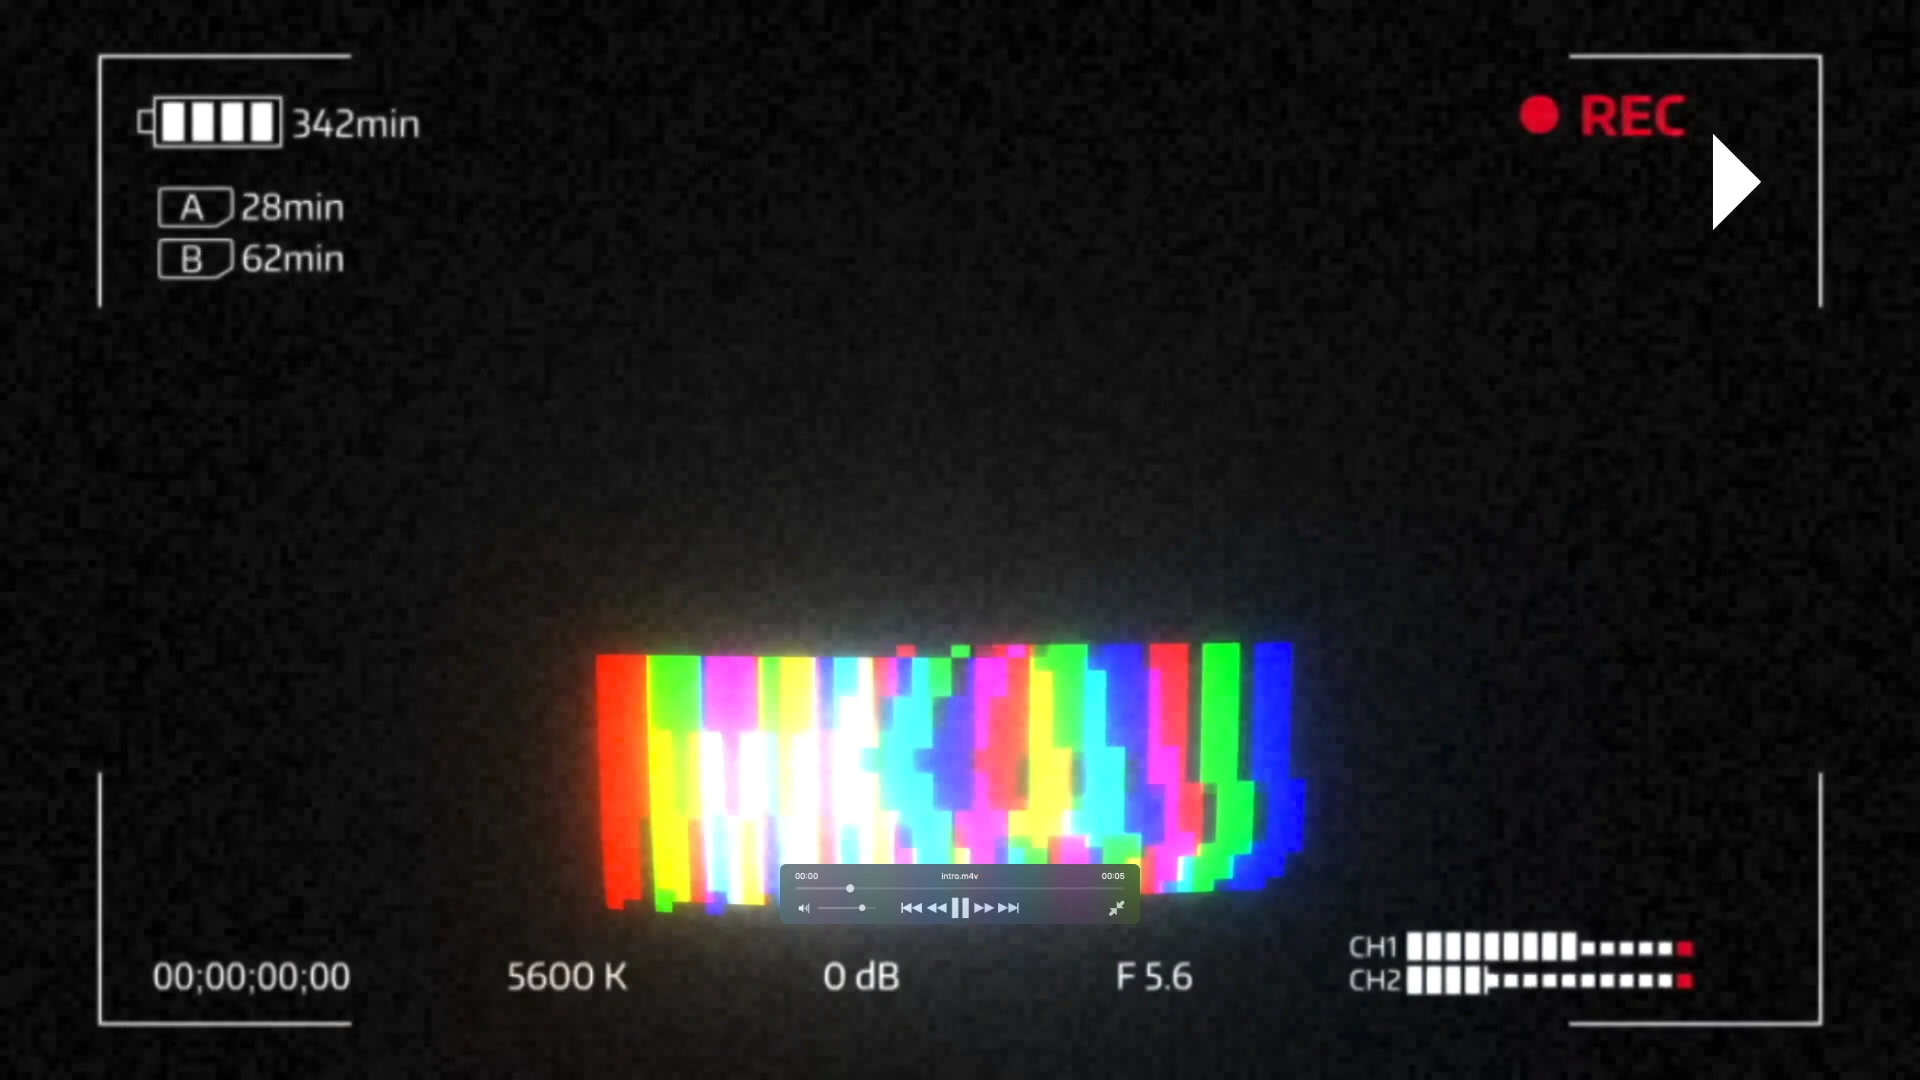 342min
REC
A 28min
B 62min
00:00 intro.m4v 00:05
00;00;00;00
5600 K
0 dB
F 5.6
CH1
CH2